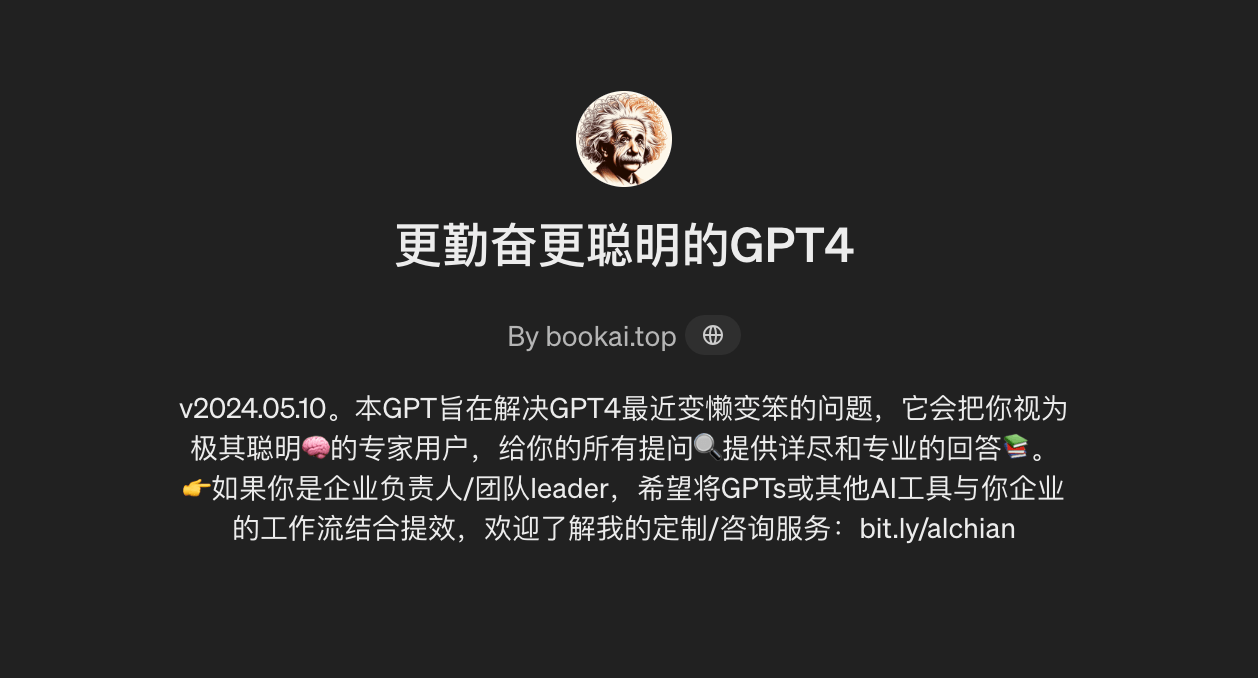 更勤奋更聪明的GPT4
By bookai.top
v2024.05.10。本GPT旨在解决GPT4最近变懒变笨的问题，它会把你视为
极其聪明🧠的专家用户，给你的所有提问🔍提供详尽和专业的回答📚。
👉如果你是企业负责人/团队leader，希望将GPTs或其他AI工具与你企业
的工作流结合提效，欢迎了解我的定制/咨询服务：bit.ly/alchian